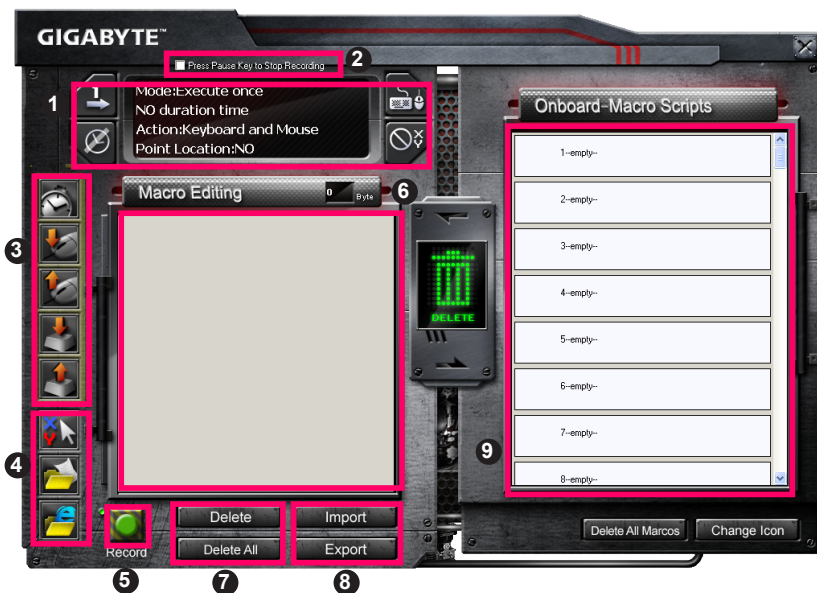 GIGABYTE™
Press Pause Key to Stop Recording
2
1
1
Mode:Execute once
NO duration time
Action:Keyboard and Mouse
Point Location:NO
X
Y
Onboard-Macro Scripts
Macro Editing
0
Byte
6
3
DELETE
1--empty--
2--empty--
3--empty--
4--empty--
5--empty--
6--empty--
7--empty--
8--empty--
9
4
X
Y
Record
5
Delete
Delete All
7
Import
Export
8
Delete All Marcos
Change Icon